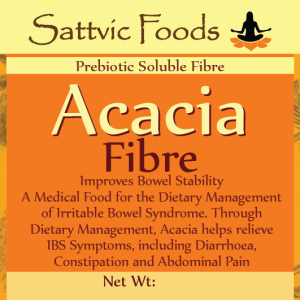 Sattvic Foods
Prebiotic Soluble Fibre
Acacia
Fibre
Improves Bowel Stability
A Medical Food for the Dietary Management
of Irritable Bowel Syndrome. Through
Dietary Management, Acacia helps relieve
IBS Symptoms, including Diarrhoea,
Constipation and Abdominal Pain
Net Wt: